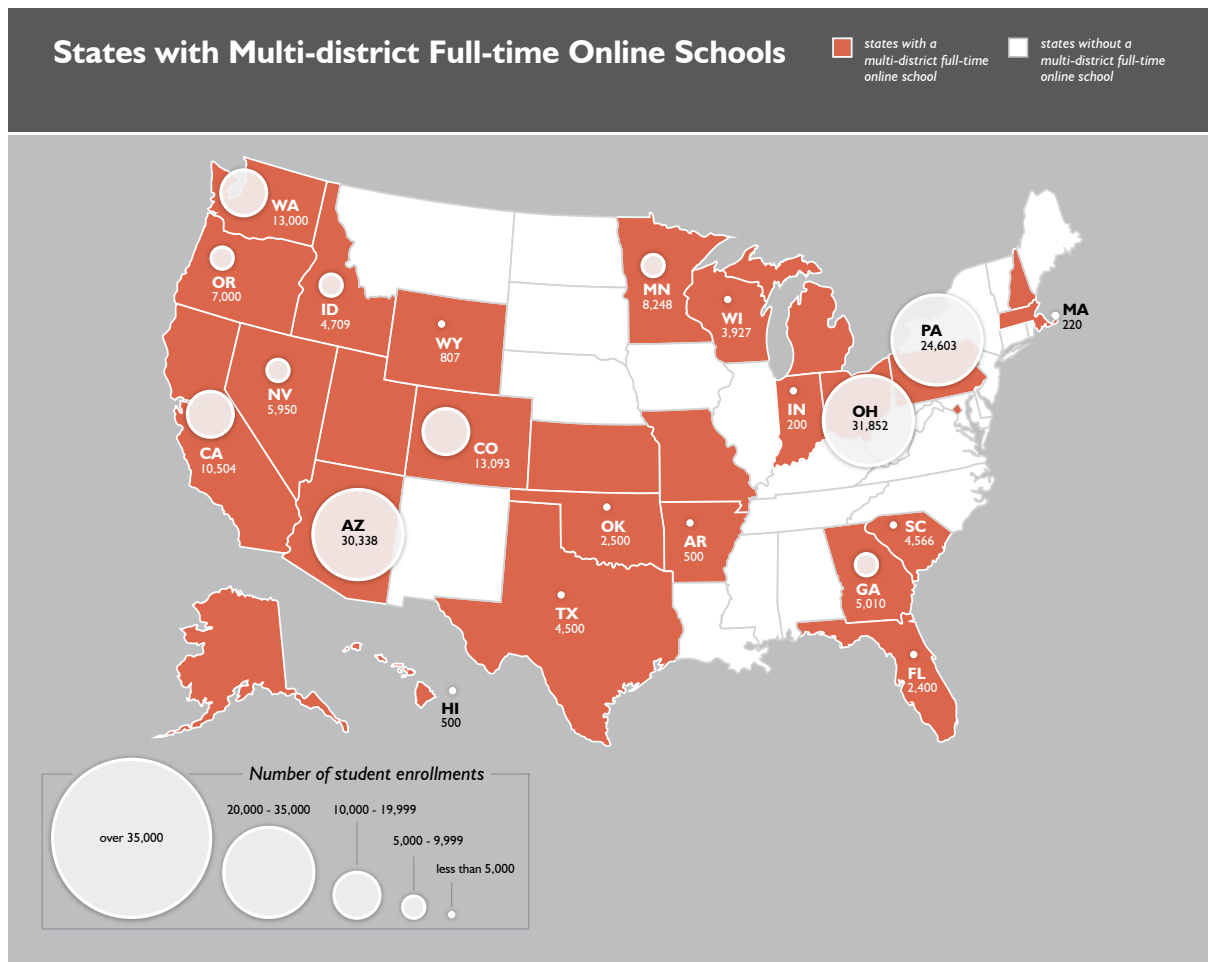 States with Multi-district Full-time Online Schools
states with a
multi-district full-time
online school
states without a
multi-district full-time
online school
WA
13,000
OR
7,000
ID
4,709
MN
8,248
WI
3,927
WY
807
PA
24,603
MA
220
NV
5,950
CA
10,504
CO
13,093
IN
200
OH
31,852
AZ
30,338
OK
2,500
AR
500
SC
4,566
GA
5,010
TX
4,500
FL
2,400
HI
500
Number of student enrollments
over 35,000
20,000 - 35,000
10,000 - 19,999
5,000 - 9,999
less than 5,000